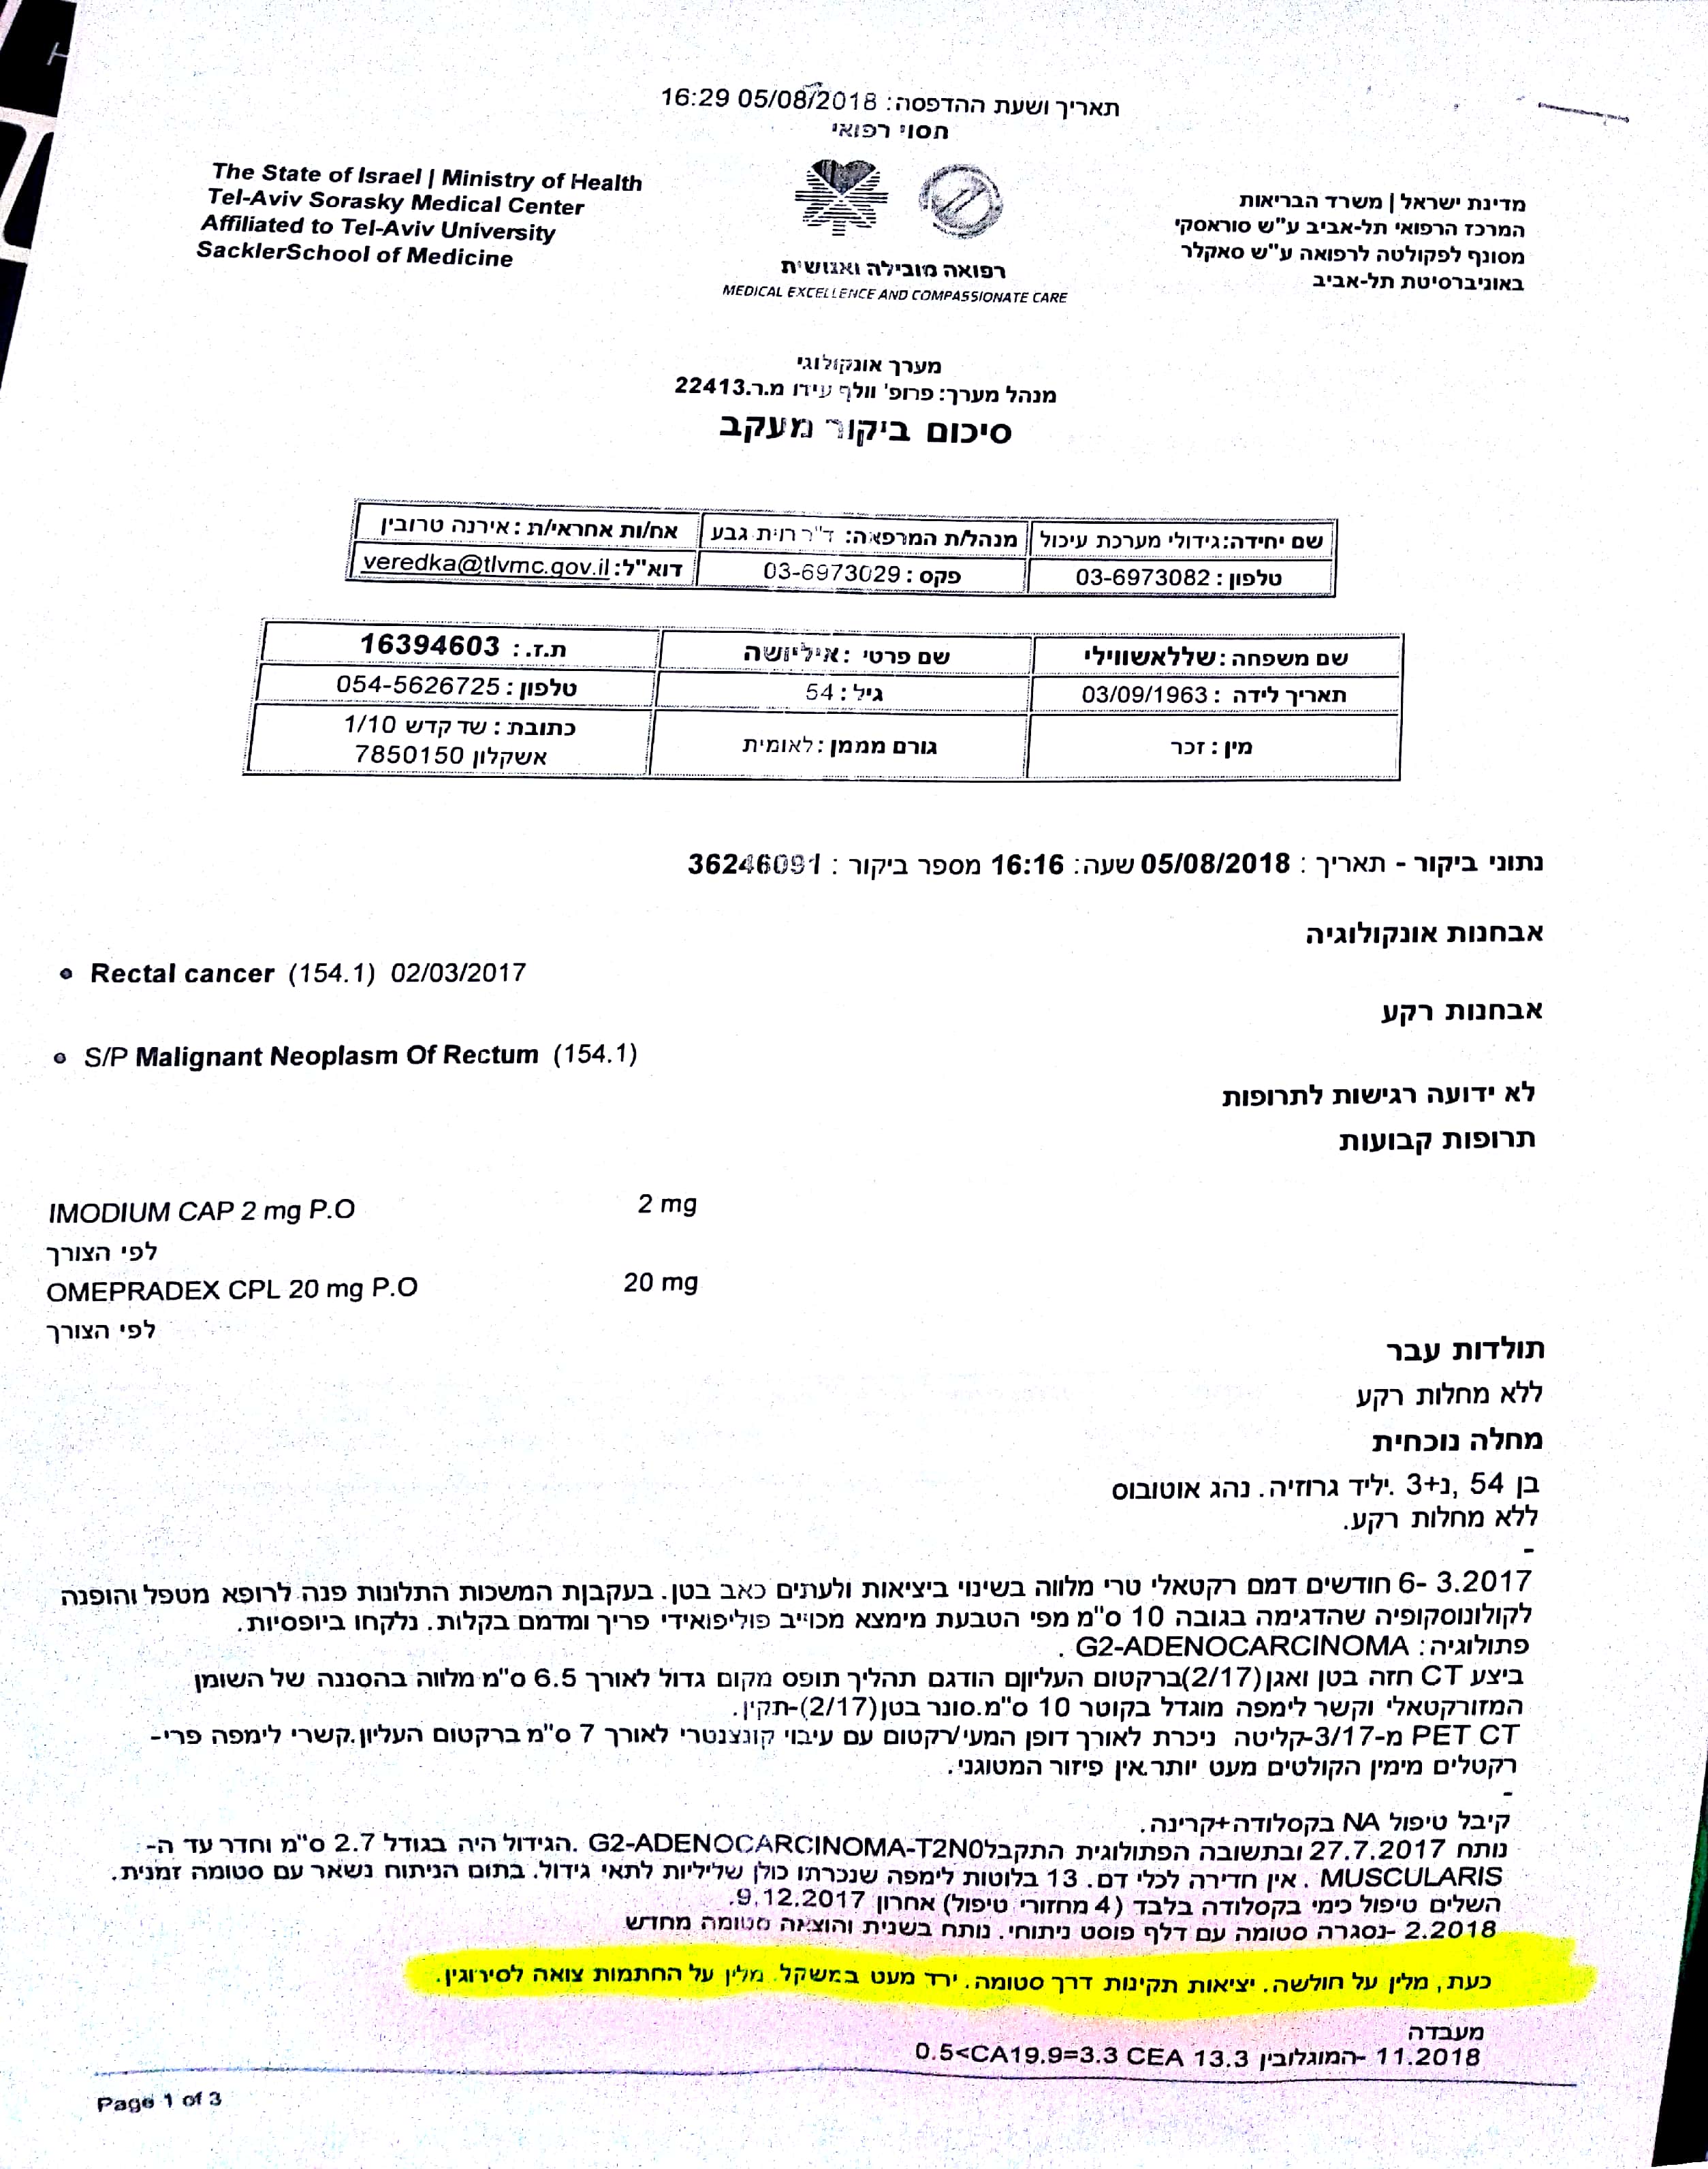 תאריך ושעת ההדפסה: 05/08/2018 16:29
חסוי רפואי
The State of Israel | Ministry of Health
Tel-Aviv Sorasky Medical Center
Affiliated to Tel-Aviv University
SacklerSchool of Medicine
רפואה מובילה ואנושית
MEDICAL EXCELLENCE AND COMPASSIONATE CARE
מדינת ישראל | משרד הבריאות
המרכז הרפואי תל-אביב ע"ש סוראסקי
מסונף לפקולטה לרפואה ע"ש סאקלר
באוניברסיטת תל-אביב
מערך אונקולוגי
מנהל מערך: פרופ' וולף עידו מ.ר.22413
סיכום ביקור מעקב
שם יחידה: גידולי מערכת עיכול מנהל/ת המרפאה: ד"ר רוית גבע אח/ות אחראי/ת : אירנה טרובין
טלפון : 03-6973082 פקס : 03-6973029 דוא"ל: veredka@tlvmc.gov.il
שם משפחה : שללאשווילי שם פרטי : איליושה ת.ז. : 16394603
תאריך לידה : 03/09/1963 גיל : 54 טלפון : 054-5626725
מין : זכר גורם מממן : לאומית כתובת : שד קדש 1/10
אשקלון 7850150
נתוני ביקור - תאריך : 05/08/2018 שעה: 16:16 מספר ביקור : 36246091
אבחנות אונקולוגיה
• Rectal cancer (154.1) 02/03/2017
אבחנות רקע
• S/P Malignant Neoplasm Of Rectum (154.1)
לא ידועה רגישות לתרופות
תרופות קבועות
IMODIUM CAP 2 mg P.O 2 mg
לפי הצורך
OMEPRADEX CPL 20 mg P.O 20 mg
לפי הצורך
תולדות עבר
ללא מחלות רקע
מחלה נוכחית
בן 54 ,נ+3 .יליד גרוזיה. נהג אוטובוס
ללא מחלות רקע.
-
3.2017 -6 חודשים דמם רקטאלי טרי מלווה בשינוי ביציאות ולעתים כאב בטן. בעקבןת המשכות התלונות פנה לרופא מטפל והופנה
לקולונוסקופיה שהדגימה בגובה 10 ס"מ מפי הטבעת מימצא מכוייב פוליפואידי פריך ומדמם בקלות. נלקחו ביופסיות.
פתולוגיה : G2-ADENOCARCINOMA .
ביצע CT חזה בטן ואגן(2/17)ברקטום העליוןם הודגם תהליך תופס מקום גדול לאורך 6.5 ס"מ מלווה בהסננה של השומן
המזורקטאלי וקשר לימפה מוגדל בקוטר 10 ס"מ.סונר בטן(2/17)-תקין.
PET CT מ-3/17-קליטה ניכרת לאורך דופן המעי/רקטום עם עיבוי קונצנטרי לאורך 7 ס"מ ברקטום העליון.קשרי לימפה פרי-
רקטלים מימין הקולטים מעט יותר.אין פיזור המטוגני.
-
קיבל טיפול NA בקסלודה+קרינה.
נותח 27.7.2017 ובתשובה הפתולוגית התקבלG2-ADENOCARCINOMA-T2N0 .הגידול היה בגודל 2.7 ס"מ וחדר עד ה-
MUSCULARIS . אין חדירה לכלי דם. 13 בלוטות לימפה שנכרתו כולן שליליות לתאי גידול. בתום הניתוח נשאר עם סטומה זמנית.
השלים טיפול כימי בקסלודה בלבד ( 4 מחזורי טיפול) אחרון 9.12.2017.
2.2018 -נסגרה סטומה עם דלף פוסט ניתוחי. נותח בשנית והוצאה סטומה מחדש
כעת, מלין על חולשה. יציאות תקינות דרך סטומה. ירד מעט במשקל. מלין על החתמות צואה לסירוגין.
מעבדה
11.2018 -המוגלובין 13.3 CEA CA19.9=3.3>0.5
Page 1 of 3